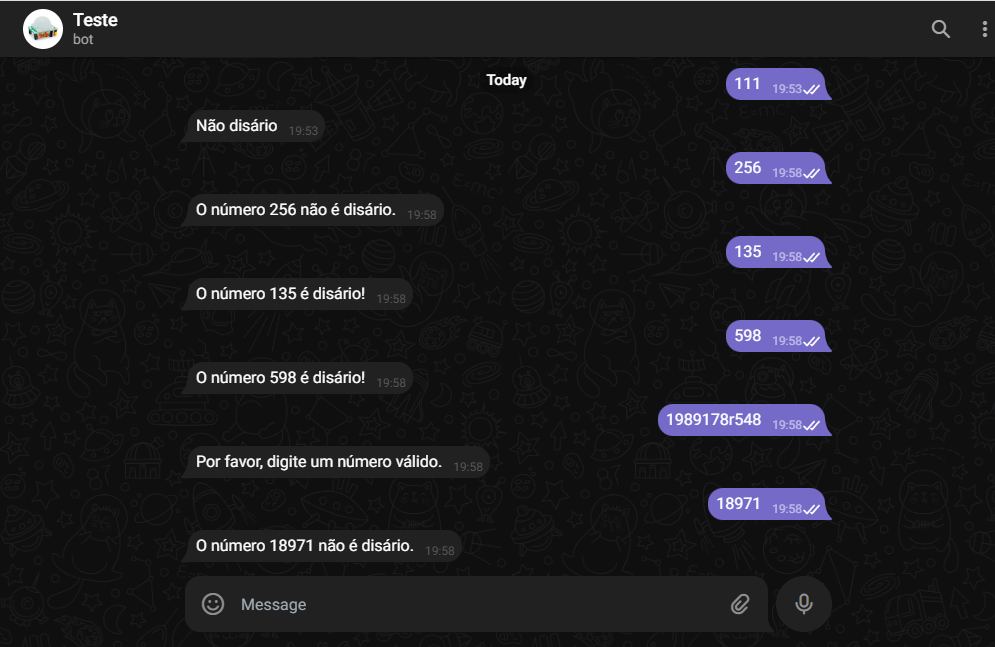 Teste
bot
Today
111 19:53
Não disário 19:53
256 19:58
O número 256 não é disário. 19:58
135 19:58
O número 135 é disário! 19:58
598 19:58
O número 598 é disário! 19:58
1989178r548 19:58
Por favor, digite um número válido. 19:58
18971 19:58
O número 18971 não é disário. 19:58
Message